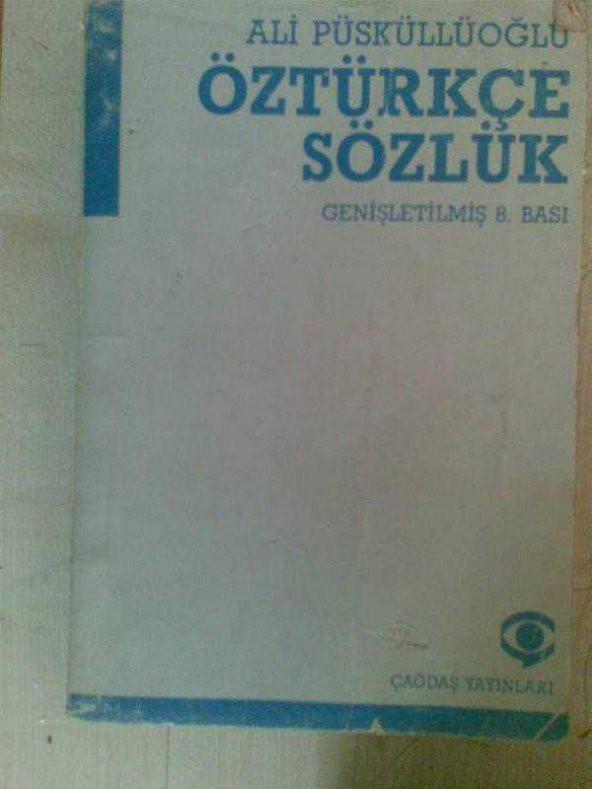 ALİ PÜSKÜLLÜOĞLU
ÖZTÜRKÇE
SÖZLÜK
GENİŞLETİLMİŞ 8. BASI
ÇAĞDAŞ YAYINLARI